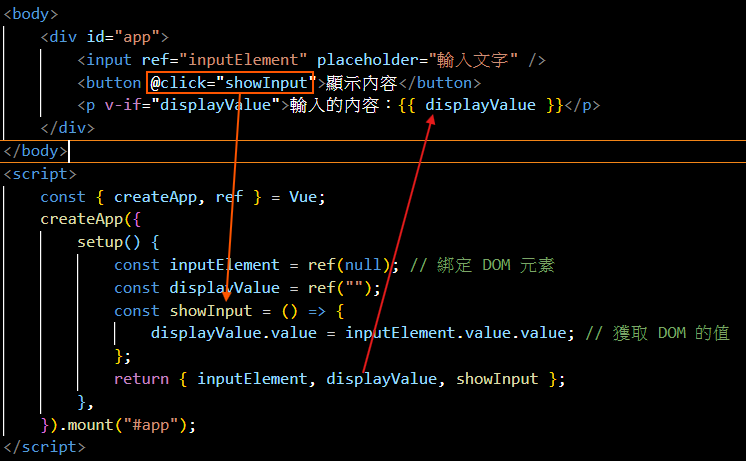 <body>
<div id="app">
<input ref="inputElement" placeholder="輸入文字" />
<button @click="showInput">顯示內容</button>
<p v-if="displayValue">輸入的內容：{{ displayValue }}</p>
</div>
</body>
<script>
const { createApp, ref } = Vue;
createApp({
setup() {
const inputElement = ref(null); // 綁定 DOM 元素
const displayValue = ref("");
const showInput = () => {
displayValue.value = inputElement.value.value; // 獲取 DOM 的值
};
return { inputElement, displayValue, showInput };
},
}).mount("#app");
</script>